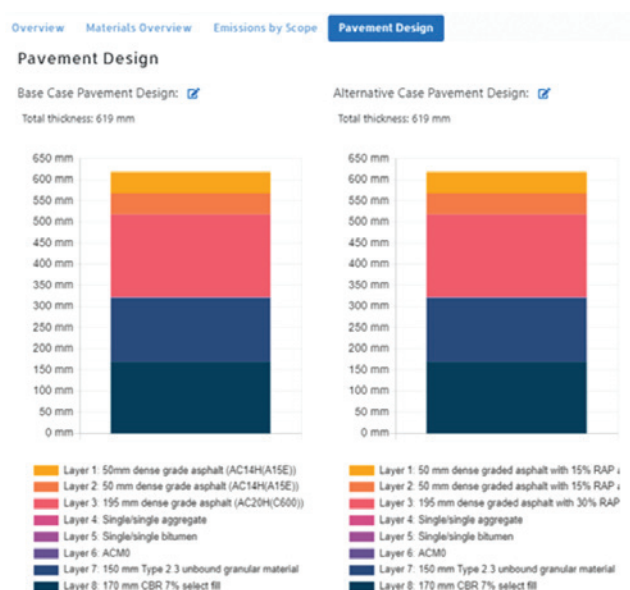 Overview Materials Overview Emissions by Scope Pavement Design
Pavement Design
Base Case Pavement Design:
Total thickness: 619 mm
650 mm
600 mm
550 mm
500 mm
450 mm
400 mm
350 mm
300 mm
250 mm
200 mm
150 mm
100 mm
50 mm
0 mm
Layer 1: 50mm dense grade asphalt (AC14H(A15E))
Layer 2: 50 mm dense grade asphalt (AC14H(A15E))
Layer 3: 195 mm dense grade asphalt (AC20H(C600))
Layer 4: Single/single aggregate
Layer 5: Single/single bitumen
Layer 6: ACM0
Layer 7: 150 mm Type 2.3 unbound granular material
Layer 8: 170 mm CBR 7% select fill
Alternative Case Pavement Design:
Total thickness: 619 mm
650 mm
600 mm
550 mm
500 mm
450 mm
400 mm
350 mm
300 mm
250 mm
200 mm
150 mm
100 mm
50 mm
0 mm
Layer 1: 50 mm dense graded asphalt with 15% RAP
Layer 2: 50 mm dense graded asphalt with 15% RAP
Layer 3: 195 mm dense graded asphalt with 30% RAP
Layer 4: Single/single aggregate
Layer 5: Single/single bitumen
Layer 6: ACM0
Layer 7: 150 mm Type 2.3 unbound granular material
Layer 8: 170 mm CBR 7% select fill